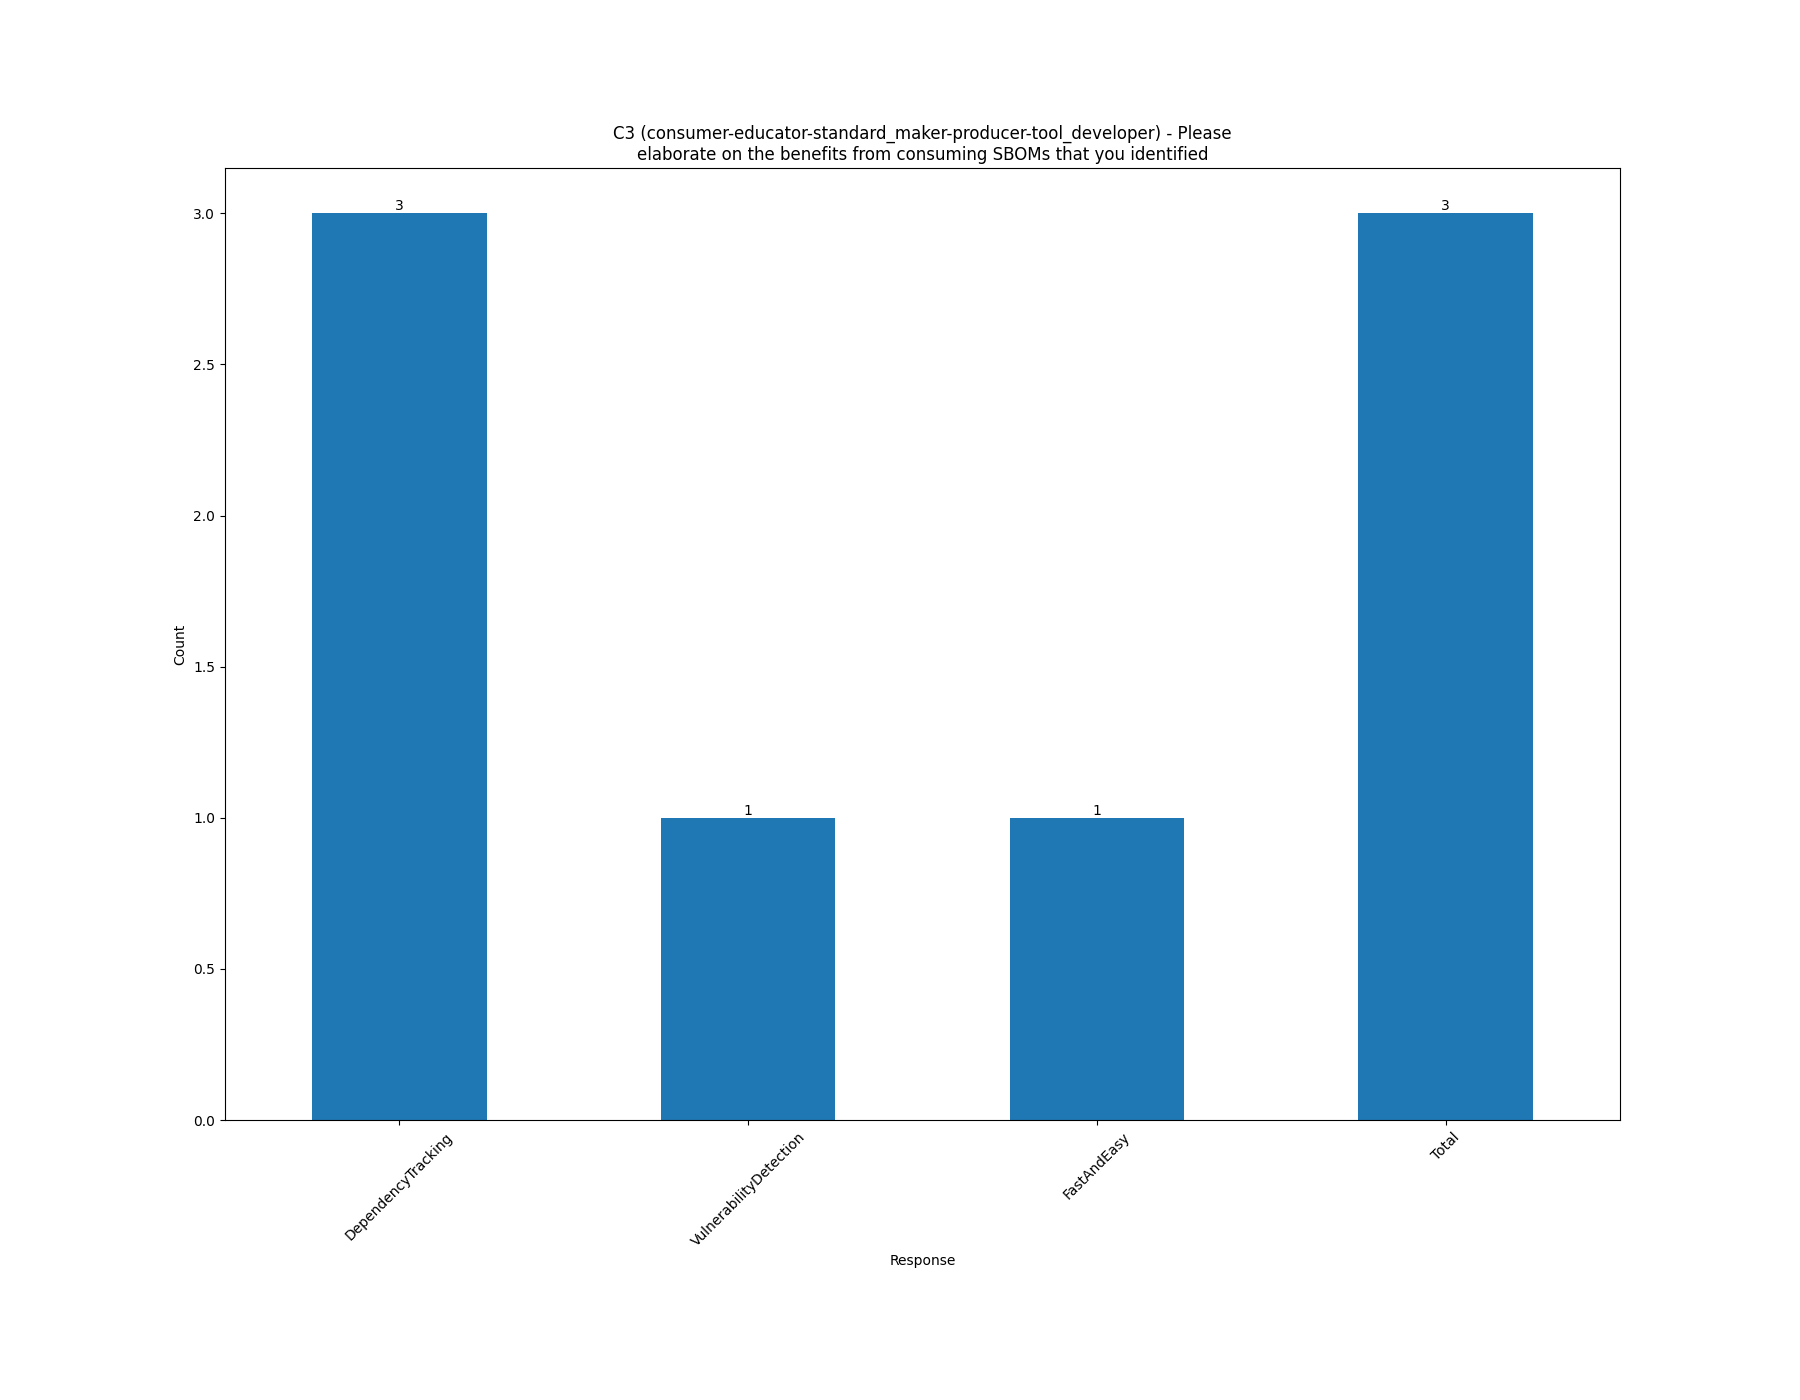 C3 (consumer-educator-standard_maker-producer-tool_developer) - Please
elaborate on the benefits from consuming SBOMs that you identified
3
3
3.0
2.5
2.0
Count
1.5
1
1
1.0
0.5
0.0
DependencyTracking
VulnerabilityDetection
FastAndEasy
Total
Response